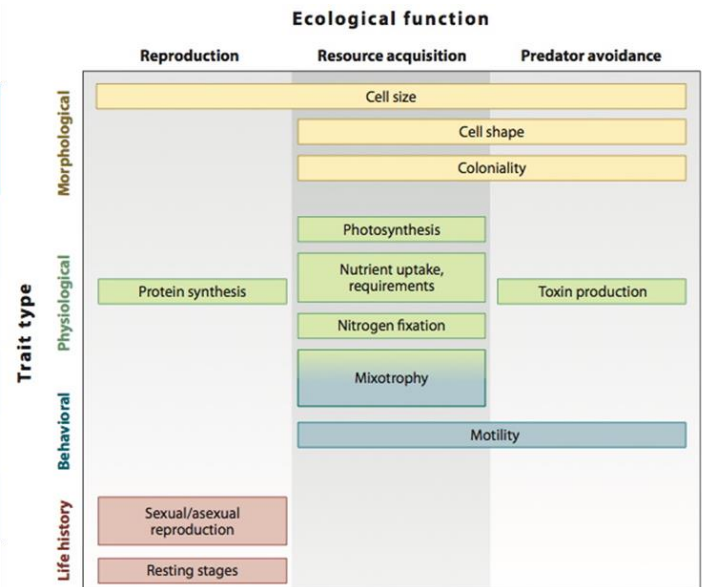 Ecological function
Reproduction
Resource acquisition
Predator avoidance
Trait type
Morphological
Cell size
Cell shape
Coloniality
Physiological
Photosynthesis
Nutrient uptake,
requirements
Protein synthesis
Toxin production
Nitrogen fixation
Mixotrophy
Behavioral
Motility
Life history
Sexual/asexual
reproduction
Resting stages